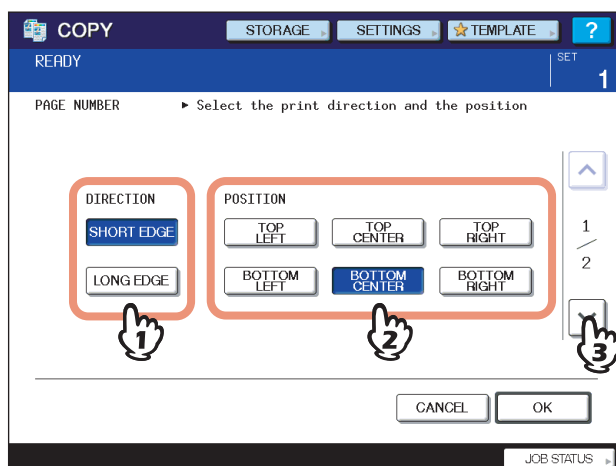 COPY
STORAGE
SETTINGS
TEMPLATE
?
READY
SET
1
PAGE NUMBER
► Select the print direction and the position
DIRECTION
SHORT EDGE
LONG EDGE
1
POSITION
TOP
LEFT
TOP
CENTER
TOP
RIGHT
BOTTOM
LEFT
BOTTOM
CENTER
BOTTOM
RIGHT
2
1
2
3
CANCEL
OK
JOB STATUS